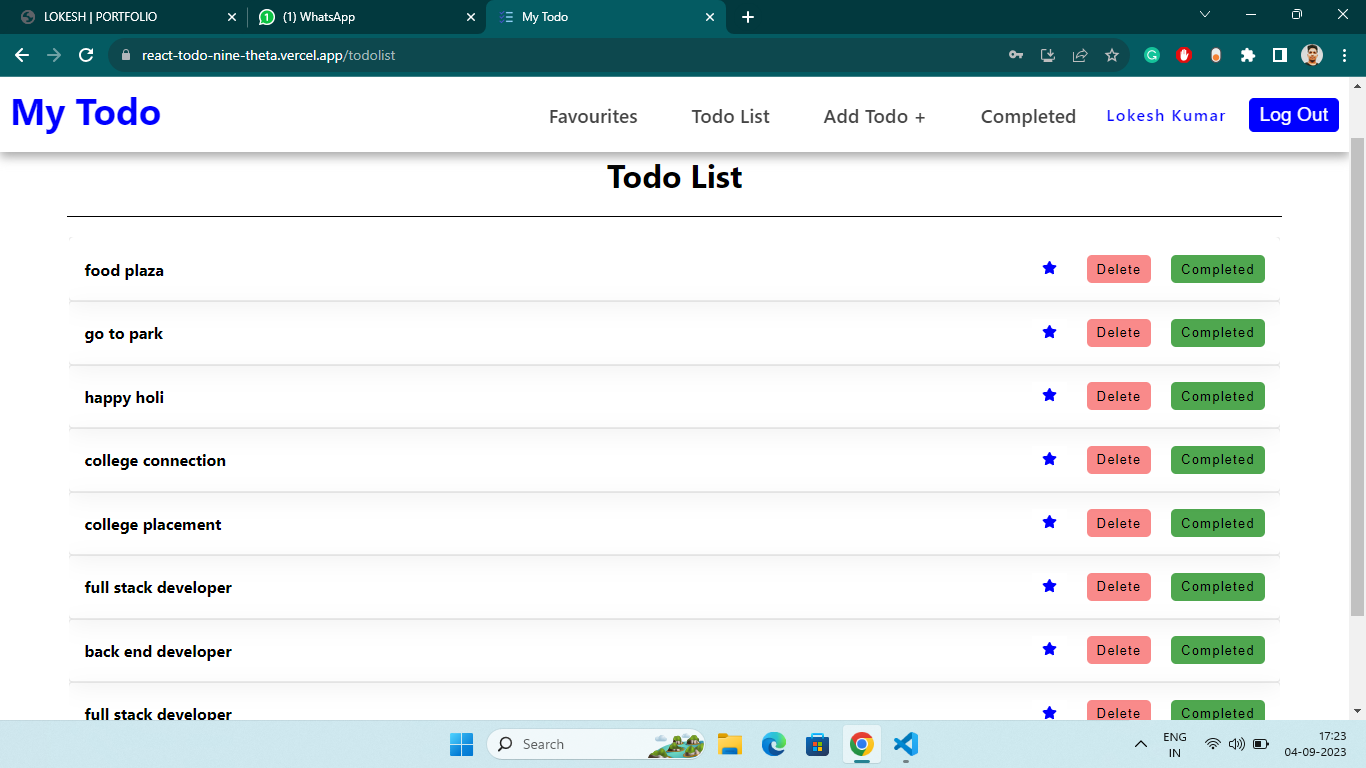 LOKESH | PORTFOLIO
1 (1) WhatsApp
My Todo
react-todo-nine-theta.vercel.app/todolist
My Todo
Favourites
Todo List
Add Todo +
Completed
Lokesh Kumar
Log Out
Todo List
food plaza Delete Completed
go to park Delete Completed
happy holi Delete Completed
college connection Delete Completed
college placement Delete Completed
full stack developer Delete Completed
back end developer Delete Completed
full stack developer Delete Completed
Search
ENG
IN
17:23
04-09-2023